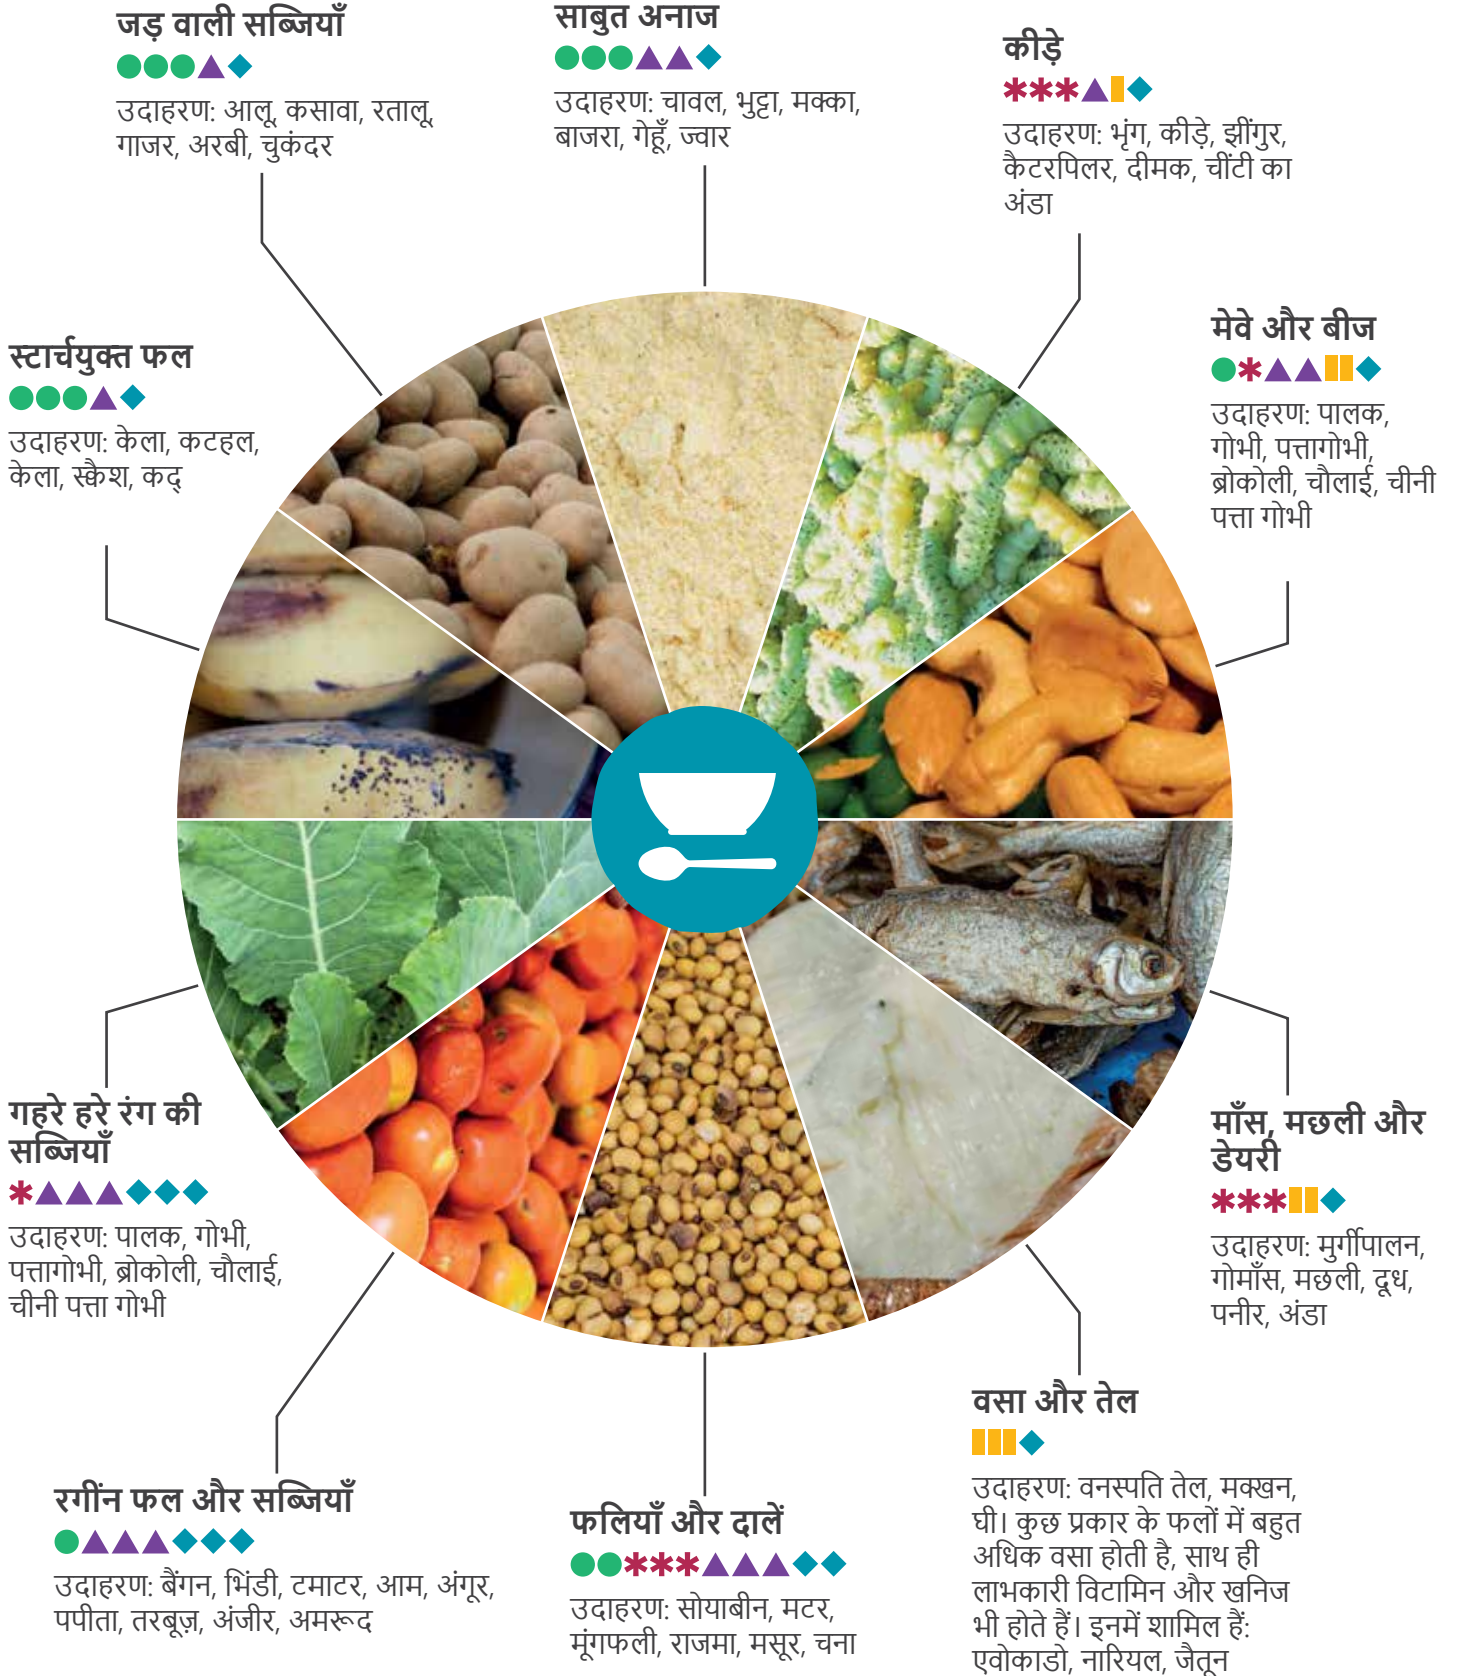 जड़ वाली सब्जियाँ
उदाहरण: आलू, कसावा, रतालू,
गाजर, अरबी, चुकंदर
साबुत अनाज
उदाहरण: चावल, भुट्टा, मक्का,
बाजरा, गेहूँ, ज्वार
कीड़े
उदाहरण: भृंग, कीड़े, झींगुर,
कैटरपिलर, दीमक, चींटी का
अंडा
मेवे और बीज
उदाहरण: पालक,
गोभी, पत्तागोभी,
ब्रोकोली, चौलाई, चीनी
पत्ता गोभी
स्टार्चयुक्त फल
उदाहरण: केला, कटहल,
केला, स्कैश, कद्
गहरे हरे रंग की
सब्जियाँ
उदाहरण: पालक, गोभी,
पत्तागोभी, ब्रोकोली, चौलाई,
चीनी पत्ता गोभी
माँस, मछली और
डेयरी
उदाहरण: मुर्गीपालन,
गोमाँस, मछली, दूध,
पनीर, अंडा
वसा और तेल
उदाहरण: वनस्पति तेल, मक्खन,
घी। कुछ प्रकार के फलों में बहुत
अधिक वसा होती है, साथ ही
लाभकारी विटामिन और खनिज
भी होते हैं। इनमें शामिल हैं:
एवोकाडो, नारियल, जैतून
रगींन फल और सब्जियाँ
उदाहरण: बैंगन, भिंडी, टमाटर, आम, अंगूर,
पपीता, तरबूज़, अंजीर, अमरूद
फलियाँ और दालें
उदाहरण: सोयाबीन, मटर,
मूंगफली, राजमा, मसूर, चना